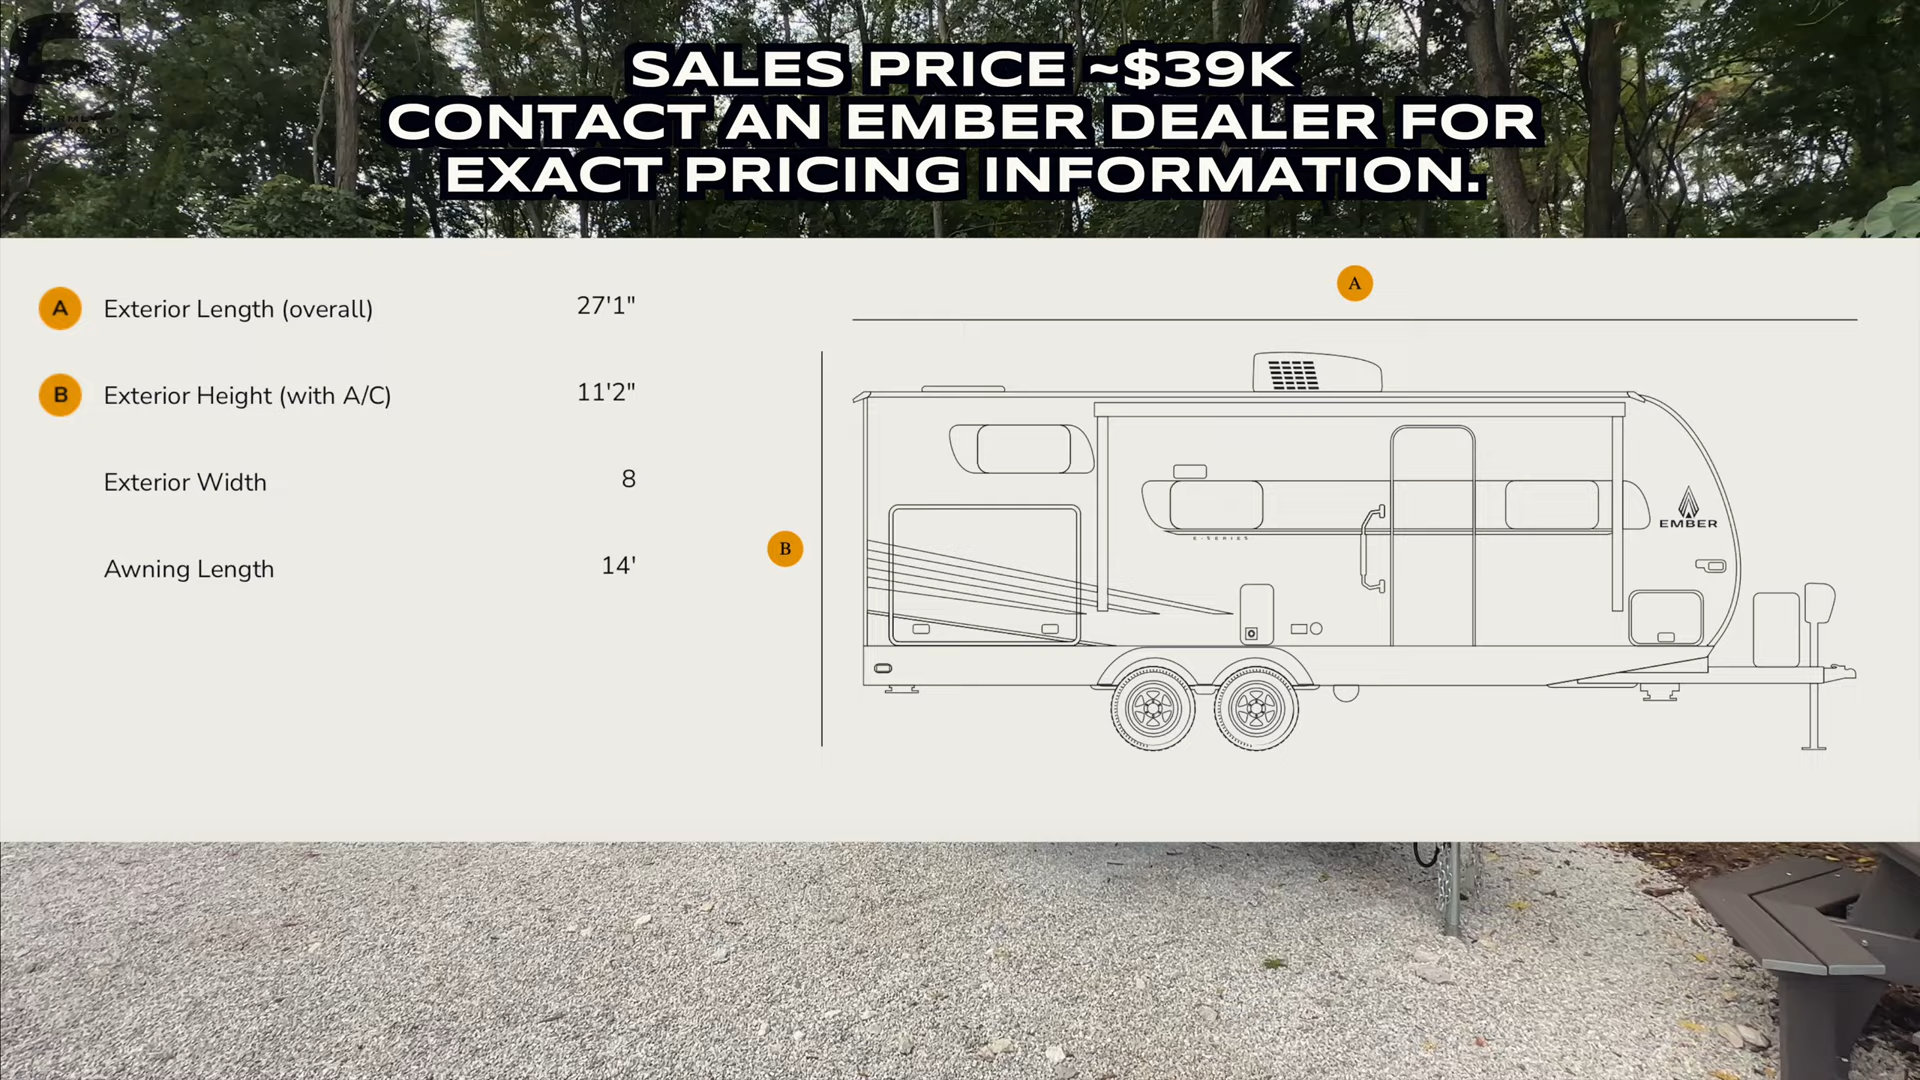 SALES PRICE ~$39K
CONTACT AN EMBER DEALER FOR
EXACT PRICING INFORMATION.
A
A Exterior Length (overall) 27'1"
B Exterior Height (with A/C) 11'2"
Exterior Width 8
EMBER
E-SERIES
B
Awning Length 14'